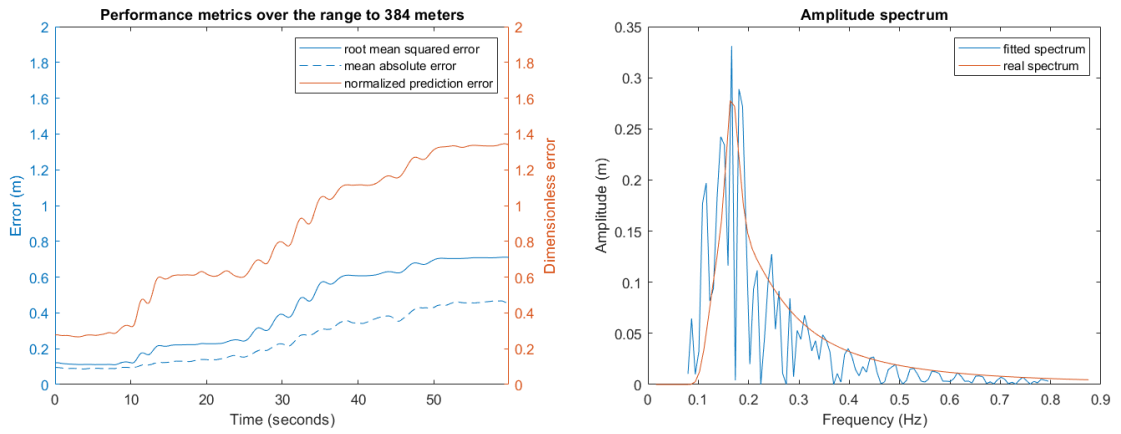 Performance metrics over the range to 384 meters
2
1.8
1.6
1.4
1.2
1
0.8
0.6
0.4
0.2
0
Error (m)
root mean squared error
mean absolute error
normalized prediction error
2
1.8
1.6
1.4
1.2
1
0.8
0.6
0.4
0.2
0
Dimensionless error
0 10 20 30 40 50
Time (seconds)
Amplitude spectrum
0.35
0.3
0.25
0.2
0.15
0.1
0.05
0
Amplitude (m)
fitted spectrum
real spectrum
0 0.1 0.2 0.3 0.4 0.5 0.6 0.7 0.8 0.9
Frequency (Hz)